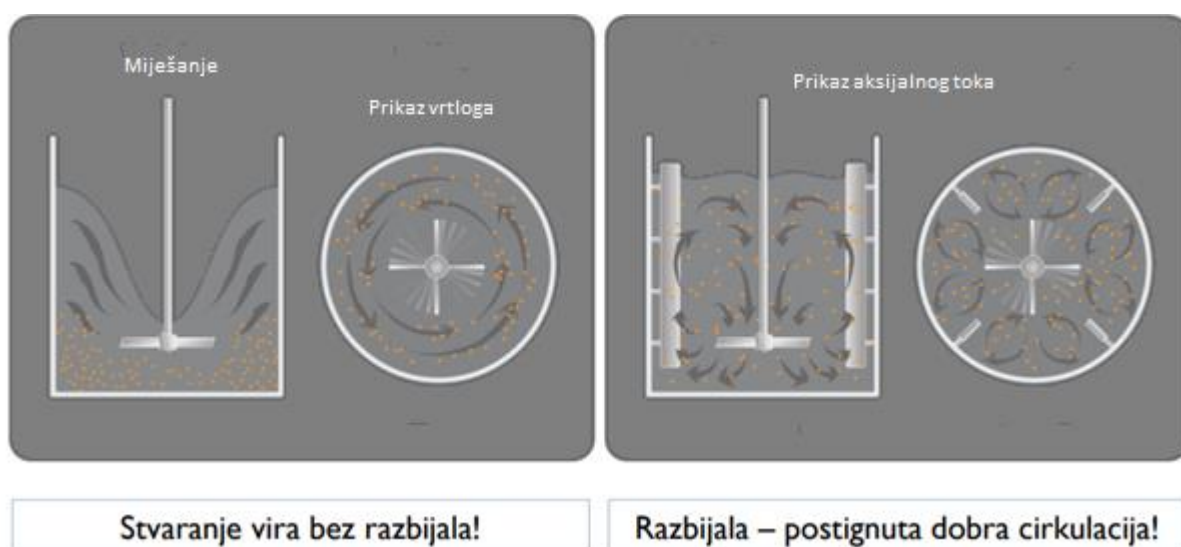 Miješanje
Prikaz vrtloga
Prikaz aksijalnog toka
Stvaranje vira bez razbijala!
Razbijala – postignuta dobra cirkulacija!